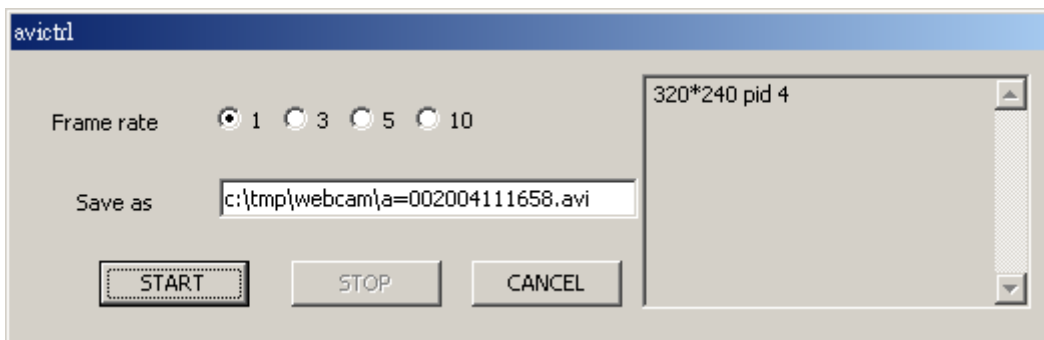 avictrl
Frame rate 1 3 5 10
Save as c:\tmp\webcam\a=002004111658.avi
START STOP CANCEL
320*240 pid 4